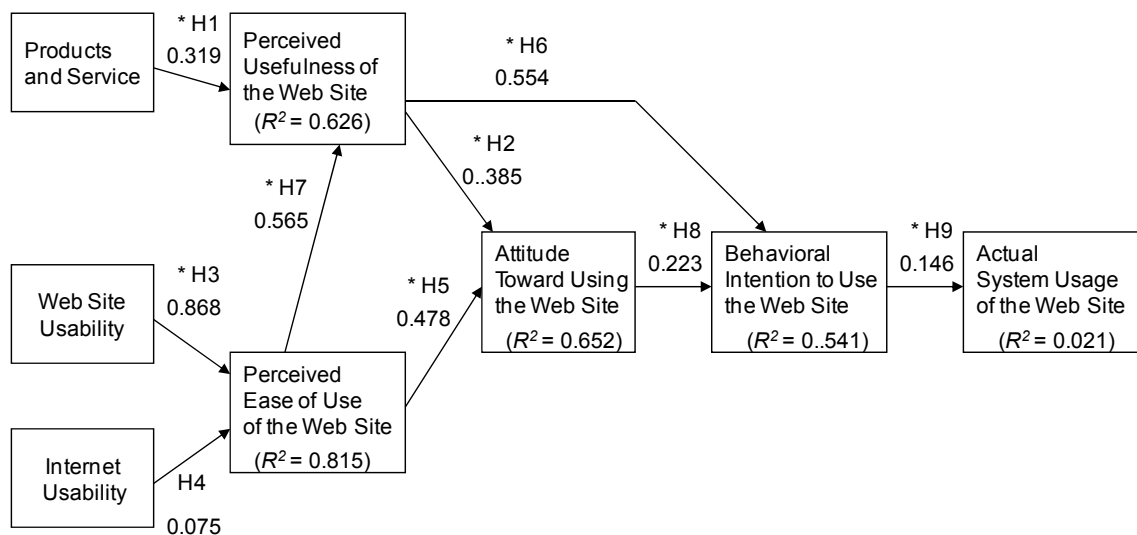 Products
and Service
* H1
0.319
Perceived
Usefulness of
the Web Site
(R² = 0.626)
* H6
0.554
* H2
0..385
* H7
0.565
Web Site
Usability
* H3
0.868
* H5
0.478
Attitude
Toward Using
the Web Site
(R² = 0.652)
* H8
0.223
Behavioral
Intention to Use
the Web Site
(R² = 0..541)
* H9
0.146
Actual
System Usage
of the Web Site
(R² = 0.021)
Perceived
Ease of Use
of the Web Site
(R² = 0.815)
Internet
Usability
H4
0.075